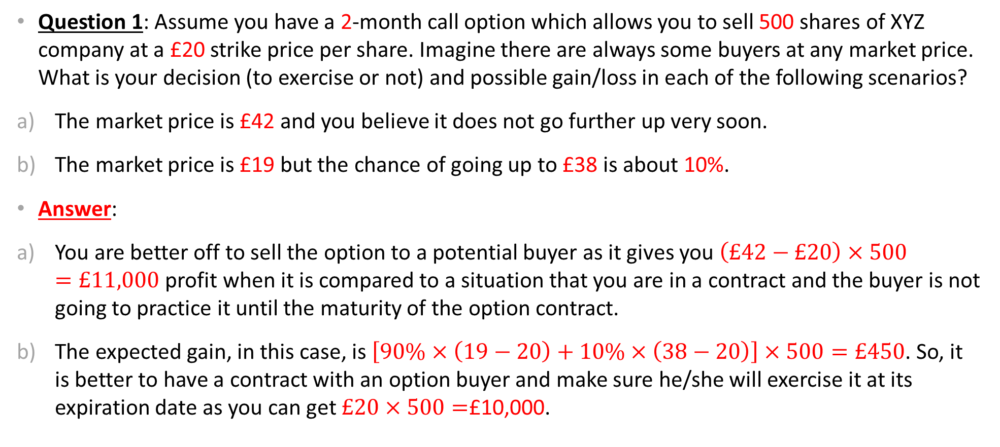 • Question 1: Assume you have a 2-month call option which allows you to sell 500 shares of XYZ
company at a £20 strike price per share. Imagine there are always some buyers at any market price.
What is your decision (to exercise or not) and possible gain/loss in each of the following scenarios?
a) The market price is £42 and you believe it does not go further up very soon.
b) The market price is £19 but the chance of going up to £38 is about 10%.
• Answer:
a) You are better off to sell the option to a potential buyer as it gives you (£42 − £20) × 500
= £11,000 profit when it is compared to a situation that you are in a contract and the buyer is not
going to practice it until the maturity of the option contract.
b) The expected gain, in this case, is [90% × (19 − 20) + 10% × (38 − 20)] × 500 = £450. So, it
is better to have a contract with an option buyer and make sure he/she will exercise it at its
expiration date as you can get £20 × 500 =£10,000.